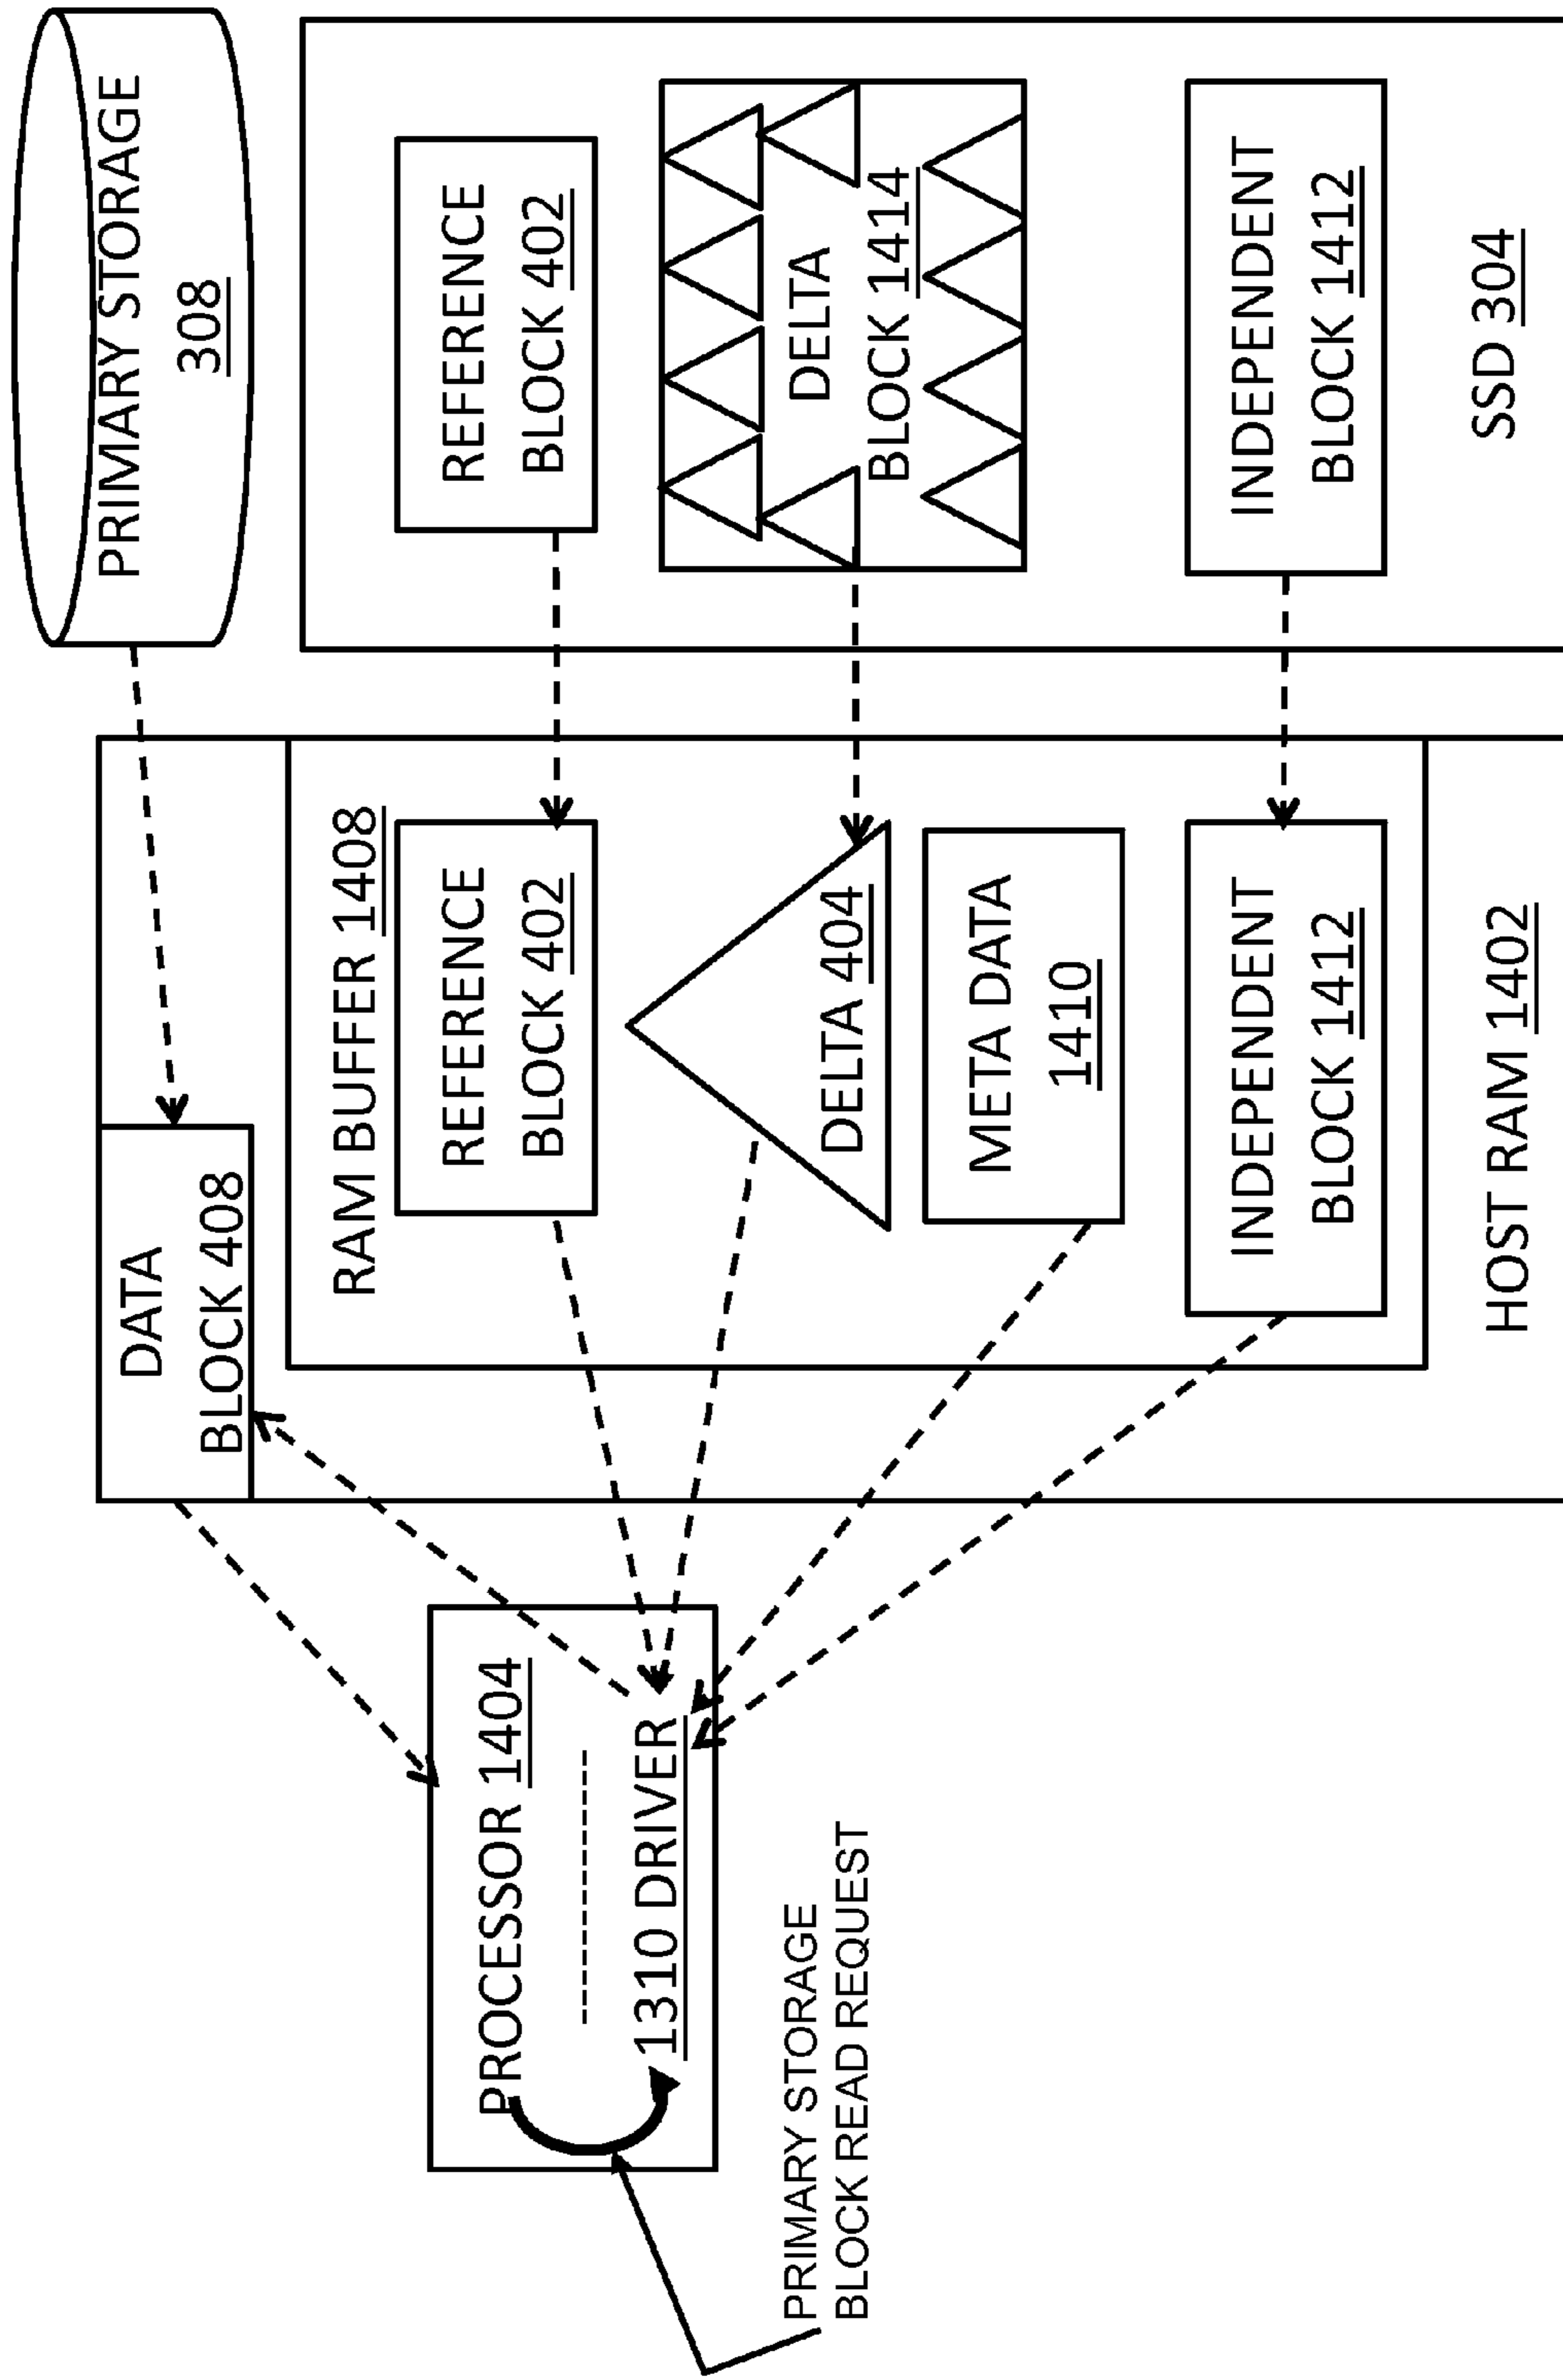 PRIMARY STORAGE
308
DATA
BLOCK 408
RAM BUFFER 1408
REFERENCE
BLOCK 402
DELTA 404
META DATA
1410
INDEPENDENT
BLOCK 1412
HOST RAM 1402
REFERENCE
BLOCK 402
DELTA
BLOCK 1414
INDEPENDENT
BLOCK 1412
SSD 304
PROCESSOR 1404
1310 DRIVER
PRIMARY STORAGE
BLOCK READ REQUEST